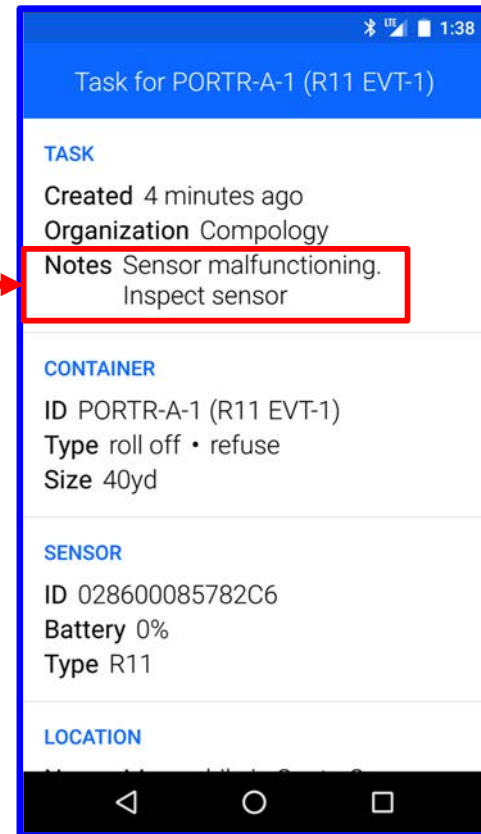 LTE 1:38
Task for PORTR-A-1 (R11 EVT-1)
TASK
Created 4 minutes ago
Organization Compology
Notes Sensor malfunctioning.
Inspect sensor
CONTAINER
ID PORTR-A-1 (R11 EVT-1)
Type roll off • refuse
Size 40yd
SENSOR
ID 028600085782C6
Battery 0%
Type R11
LOCATION